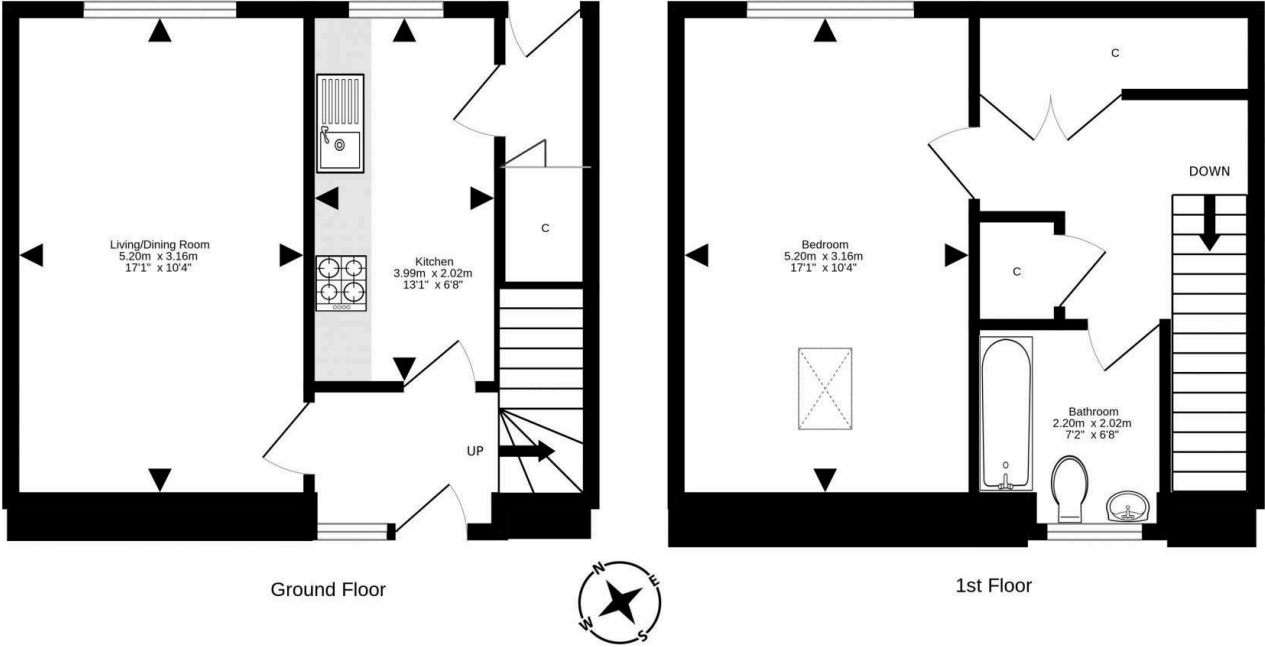 Living/Dining Room
5.20m x 3.16m
17'1" x 10'4"
Kitchen
3.99m x 2.02m
13'1" x 6'8"
C
UP
Ground Floor
C
DOWN
Bedroom
5.20m x 3.16m
17'1" x 10'4"
C
Bathroom
2.20m x 2.02m
7'2" x 6'8"
1st Floor
N
E
W
S